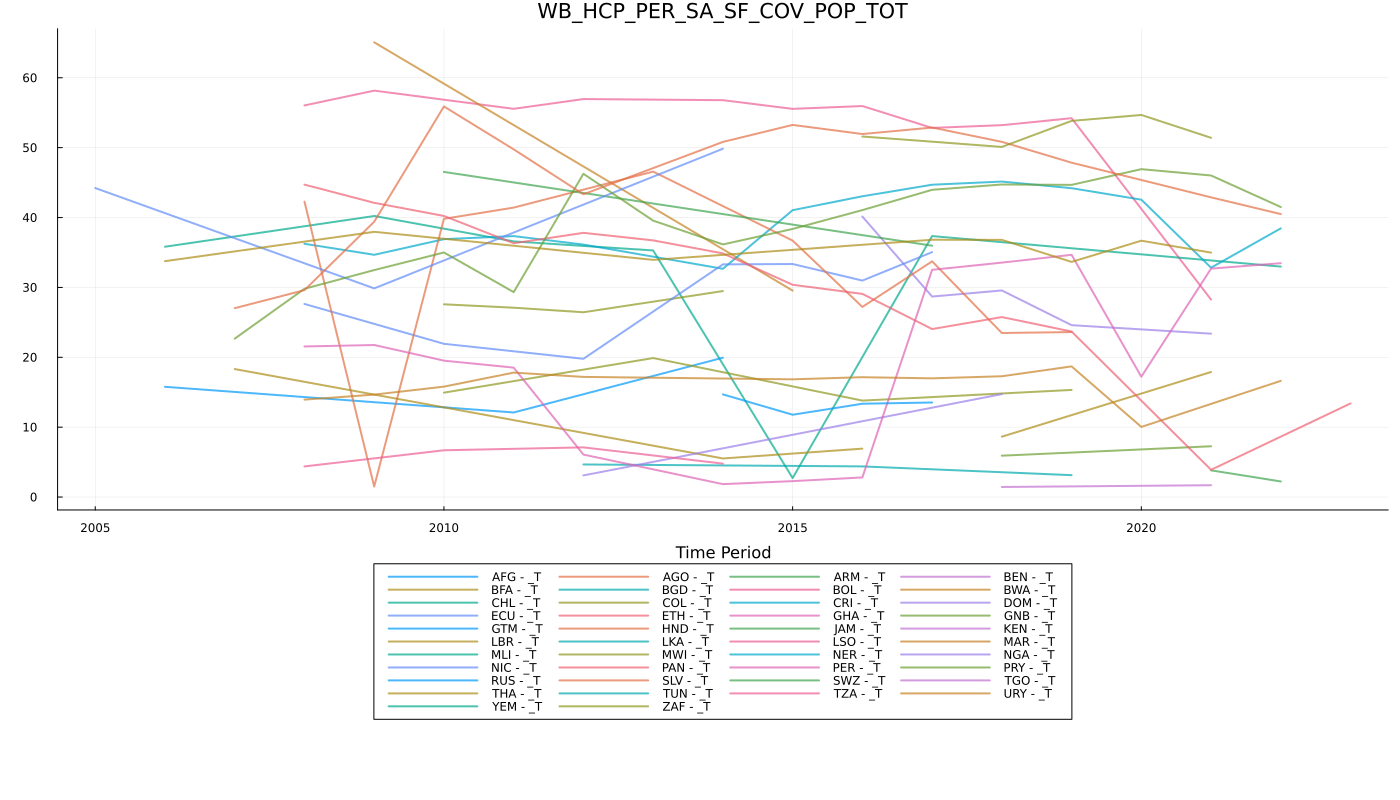 WB_HCP_PER_SA_SF_COV_POP_TOT
60
50
40
30
20
10
0
2005 2010 2015 2020
Time Period
AFG - _T AGO - _T ARM - _T BEN - _T
BFA - _T BGD - _T BOL - _T BWA - _T
CHL - _T COL - _T CRI - _T DOM - _T
ECU - _T ETH - _T GHA - _T GNB - _T
GTM - _T HND - _T JAM - _T KEN - _T
LBR - _T LKA - _T LSO - _T MAR - _T
MLI - _T MWI - _T NER - _T NGA - _T
NIC - _T PAN - _T PER - _T PRY - _T
RUS - _T SLV - _T SWZ - _T TGO - _T
THA - _T TUN - _T TZA - _T URY - _T
YEM - _T ZAF - _T